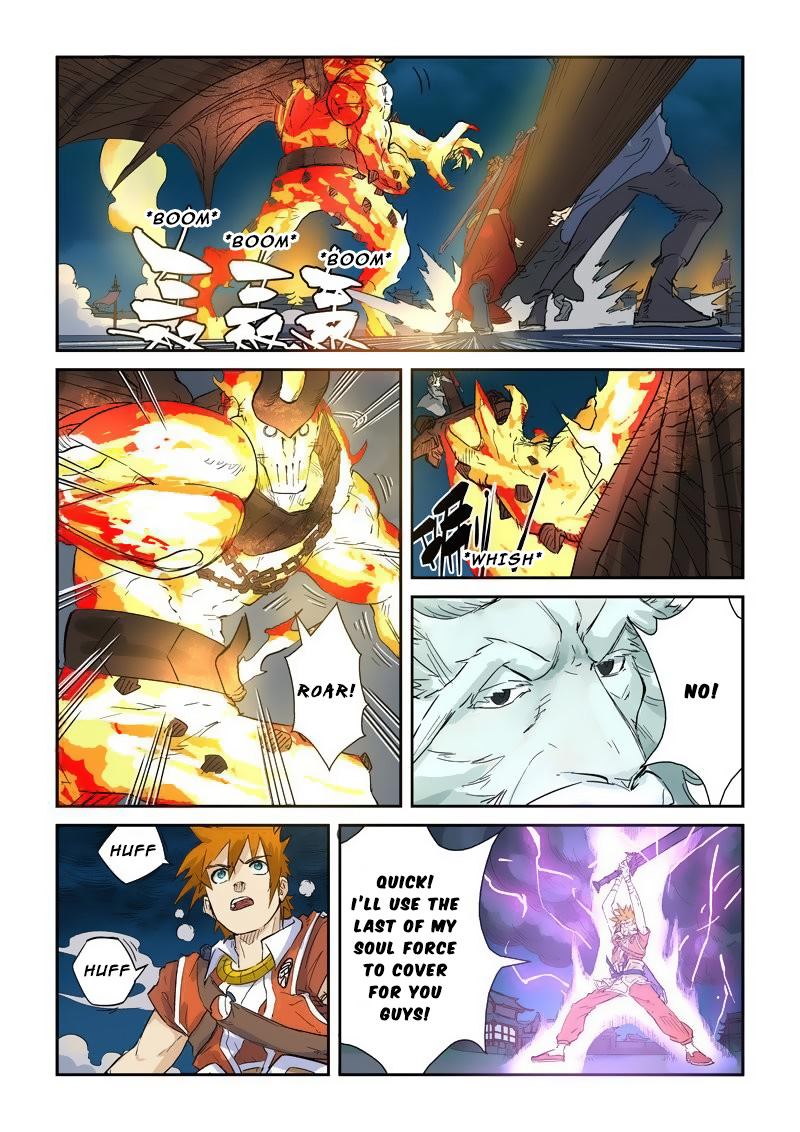 *BOOM*
*BOOM*
*BOOM*
*WHISH*
ROAR!
NO!
HUFF
HUFF
QUICK!
I'LL USE THE
LAST OF MY
SOUL FORCE
TO COVER
FOR YOU
GUYS!